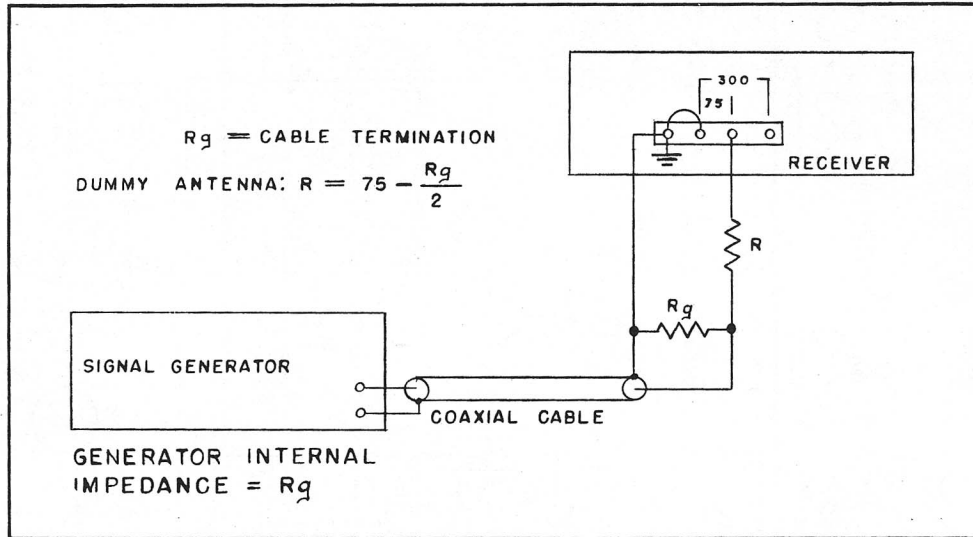 300
75
RECEIVER
Rg = CABLE TERMINATION
DUMMY ANTENNA: R = 75 - Rg/2
R
Rg
SIGNAL GENERATOR
COAXIAL CABLE
GENERATOR INTERNAL
IMPEDANCE = Rg